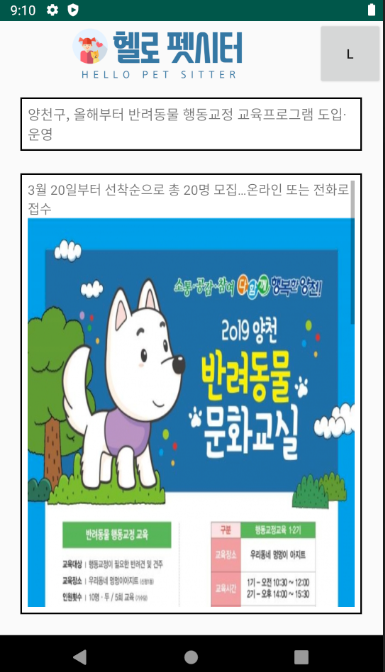 9:10
헬로 펫시터
HELLO PET SITTER
L
양천구, 올해부터 반려동물 행동교정 교육프로그램 도입·
운영
3월 20일부터 선착순으로 총 20명 모집...온라인 또는 전화로
접수
소통·공감·참여 행복한 양천!
2019 양천
반려동물
문화교실
반려동물 행동교정 교육
교육대상 | 행동교정이 필요한 반려견 및 견주
교육장소 | 우리동네 멍멍이 아지트
인원횟수 | 10명 · 두 / 5회 교육
구분 행동교정교육 1·2기
교육장소 우리동네 멍멍이 아지트
교육시간 1기 - 오전 10:30 ~ 12:00
2기 - 오후 14:00 ~ 15:30